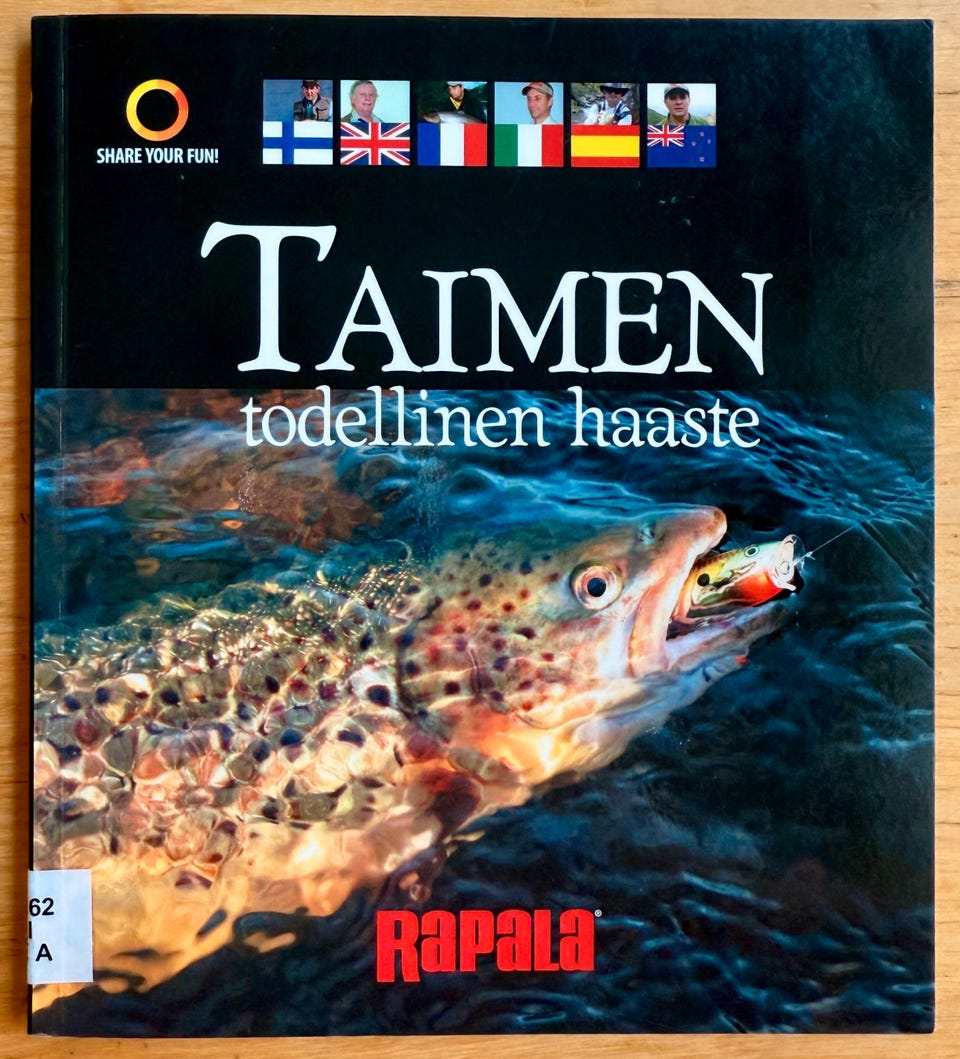 SHARE YOUR FUN!
TAIMEN
todellinen haaste
62
A
RAPALA®